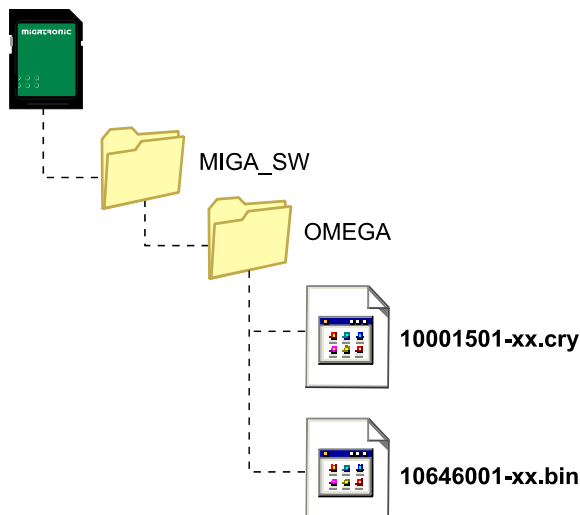 MIGATRONIC
MIGA_SW
OMEGA
10001501-xx.cry
10646001-xx.bin